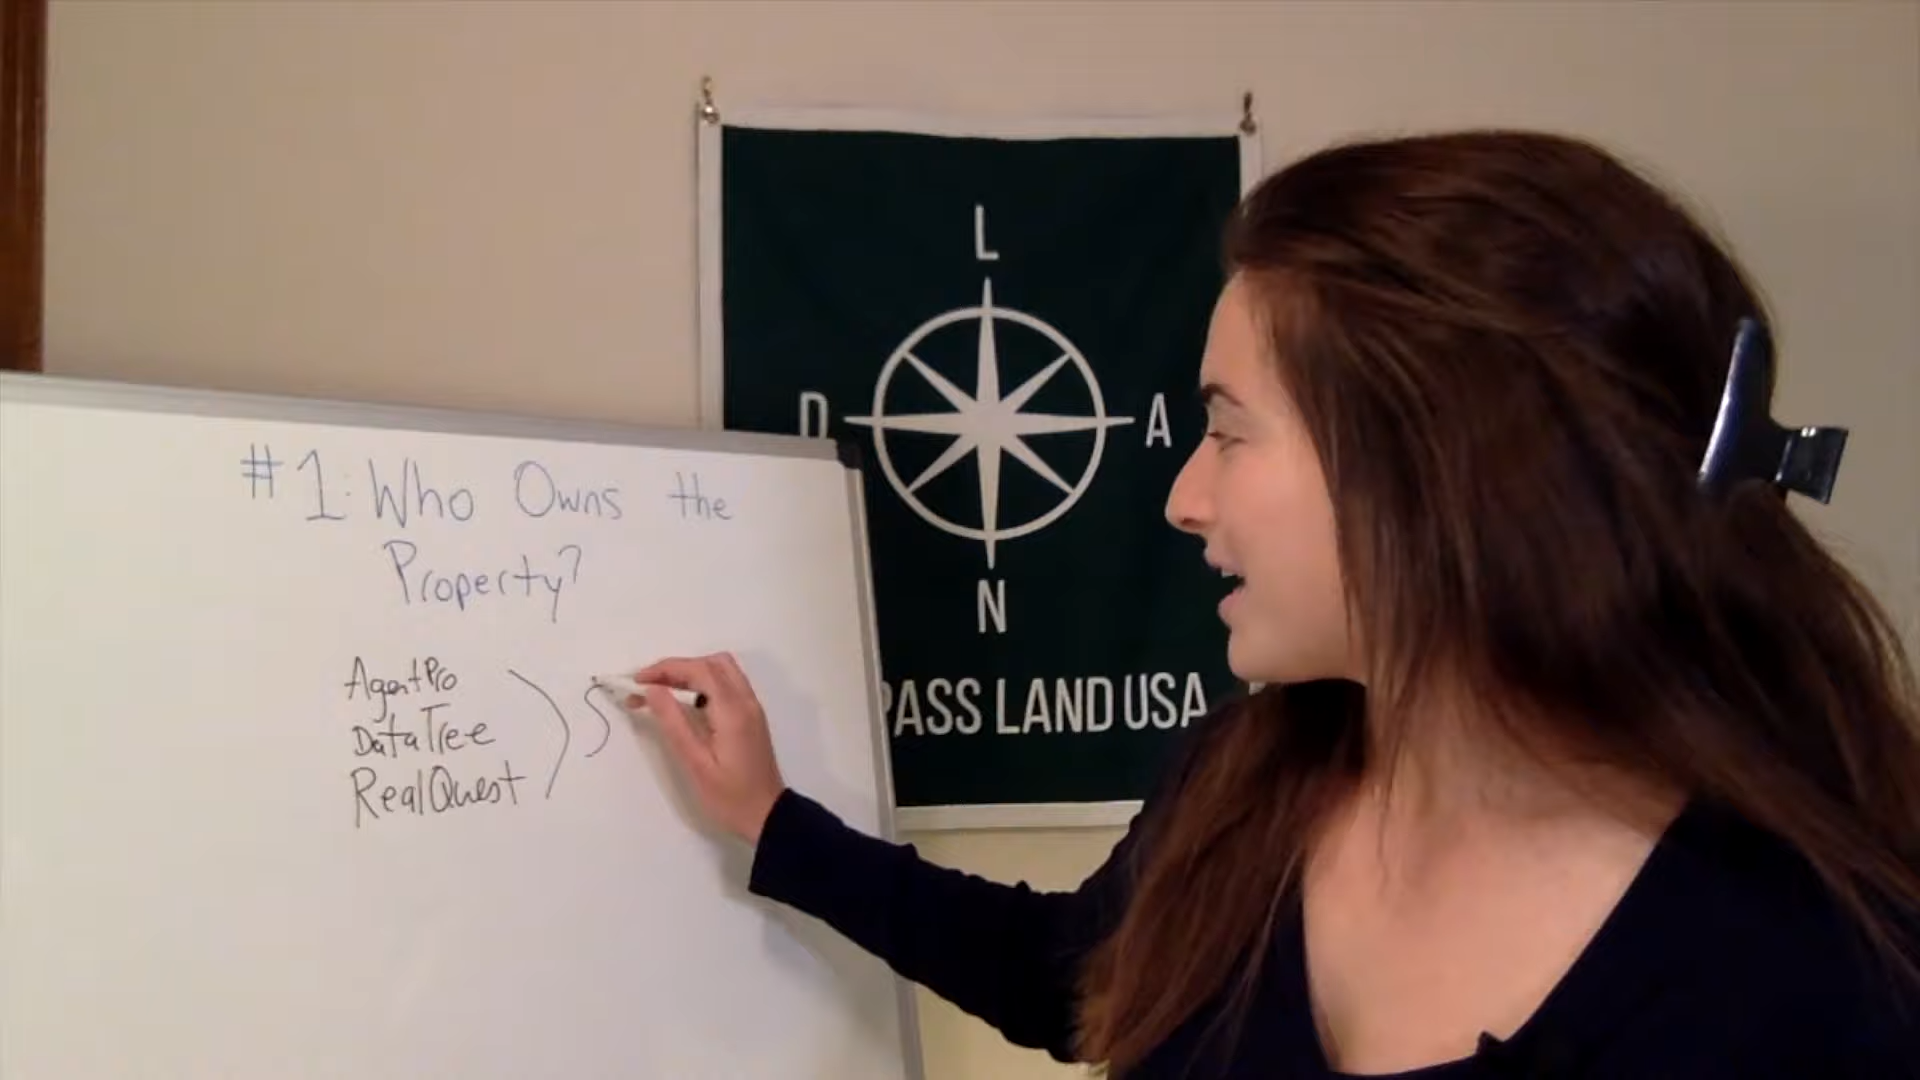 #1: Who Owns the
Property?
AgentPro
DataTree
RealQuest
L
D
A
N
PASS LAND USA